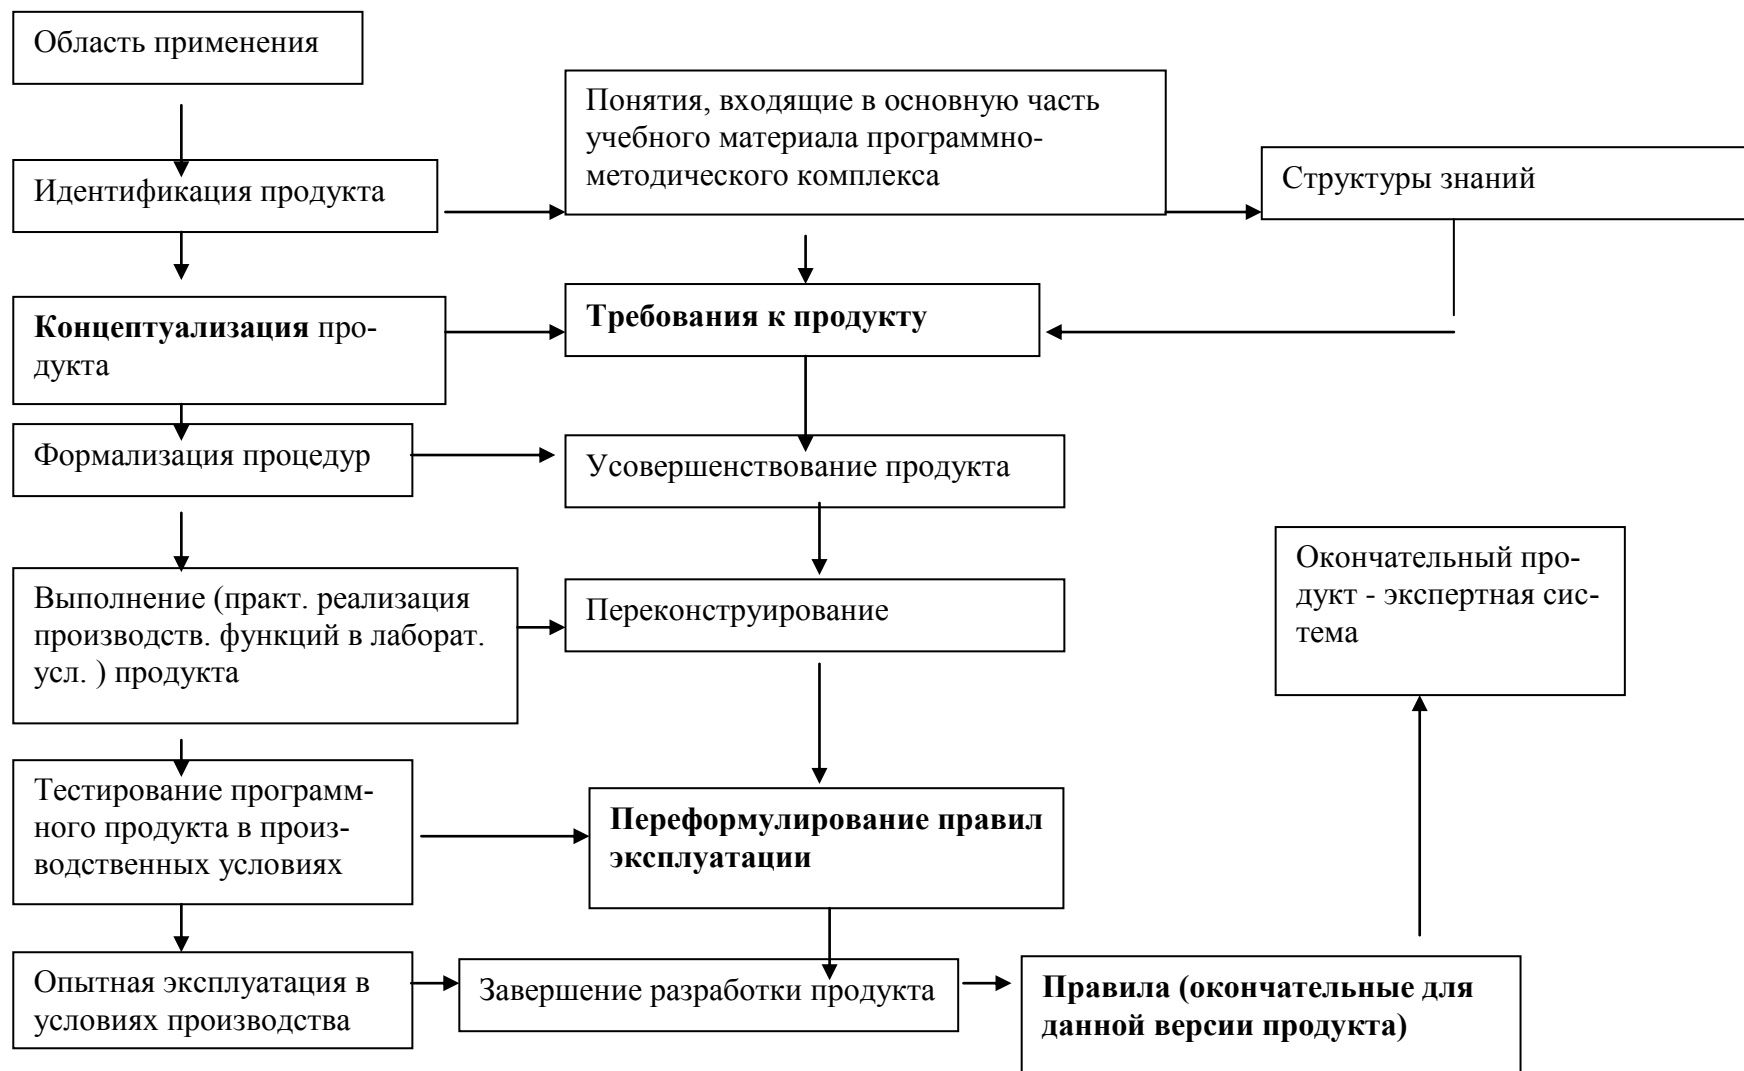 Область применения
Понятия, входящие в основную часть
учебного материала программно-
методического комплекса
Идентификация продукта
Структуры знаний
Концептуализация про-
дукта
Требования к продукту
Формализация процедур
Усовершенствование продукта
Выполнение (практ. реализация
производств. функций в лаборат.
усл. ) продукта
Переконструирование
Окончательный про-
дукт - экспертная сис-
тема
Тестирование программ-
ного продукта в произ-
водственных условиях
Переформулирование правил
эксплуатации
Опытная эксплуатация в
условиях производства
Завершение разработки продукта
Правила (окончательные для
данной версии продукта)